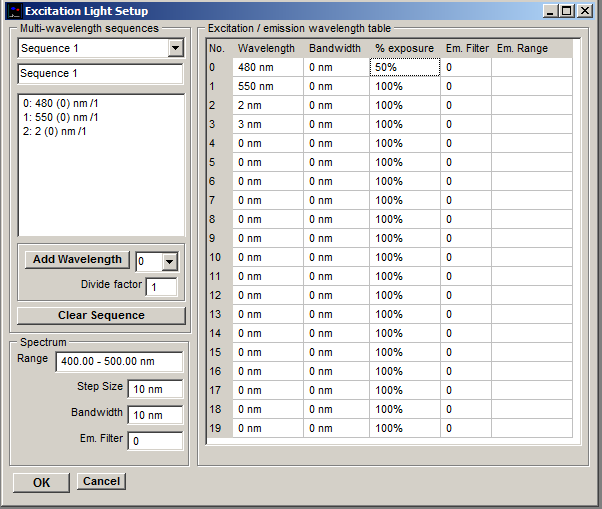 Excitation Light Setup
Multi-wavelength sequences
Sequence 1
Sequence 1
0: 480 (0) nm /1
1: 550 (0) nm /1
2: 2 (0) nm /1
Add Wavelength 0
Divide factor 1
Clear Sequence
Spectrum
Range 400.00 - 500.00 nm
Step Size 10 nm
Bandwidth 10 nm
Em. Filter 0
OK Cancel
Excitation / emission wavelength table
No. Wavelength Bandwidth % exposure Em. Filter Em. Range
0 480 nm 0 nm 50% 0
1 550 nm 0 nm 100% 0
2 2 nm 0 nm 100% 0
3 3 nm 0 nm 100% 0
4 0 nm 0 nm 100% 0
5 0 nm 0 nm 100% 0
6 0 nm 0 nm 100% 0
7 0 nm 0 nm 100% 0
8 0 nm 0 nm 100% 0
9 0 nm 0 nm 100% 0
10 0 nm 0 nm 100% 0
11 0 nm 0 nm 100% 0
12 0 nm 0 nm 100% 0
13 0 nm 0 nm 100% 0
14 0 nm 0 nm 100% 0
15 0 nm 0 nm 100% 0
16 0 nm 0 nm 100% 0
17 0 nm 0 nm 100% 0
18 0 nm 0 nm 100% 0
19 0 nm 0 nm 100% 0